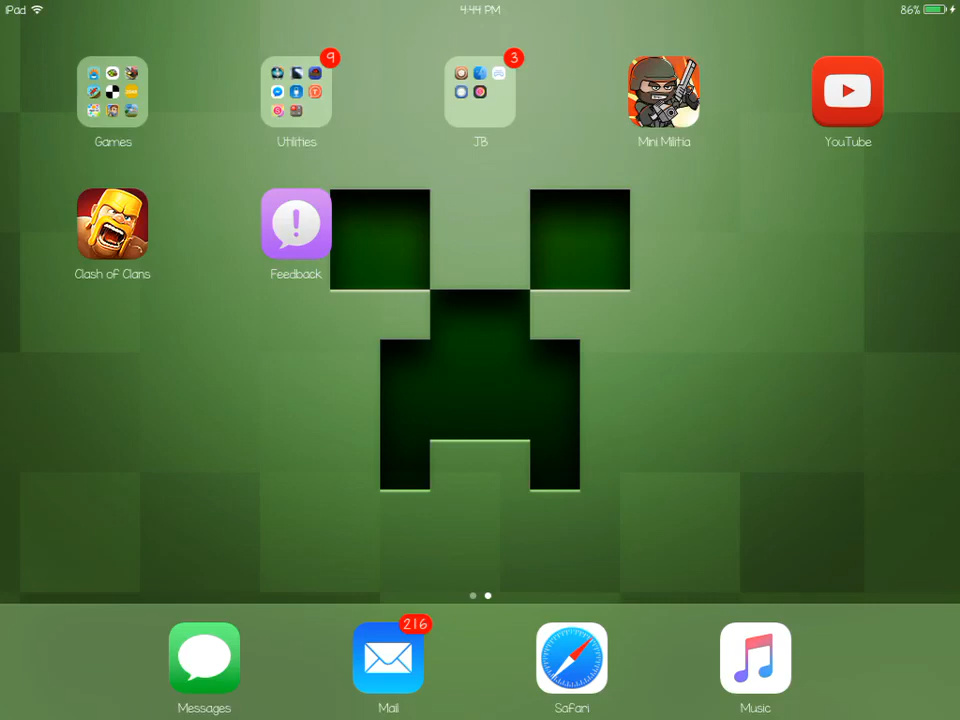 iPad
4:44 PM
86%
9
3
Games
Utilities
JB
Mini Militia
YouTube
Clash of Clans
Feedback
216
Messages
Mail
Safari
Music